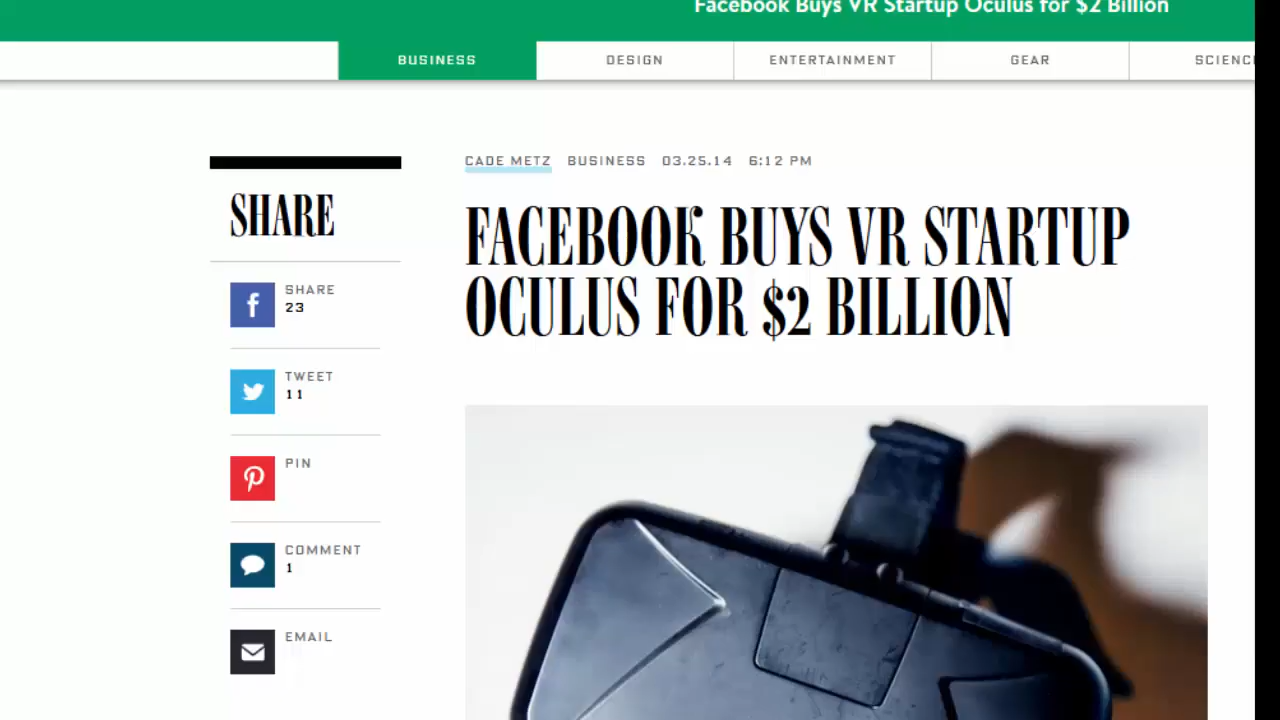 Facebook Buys VR Startup Oculus for $2 Billion
BUSINESS DESIGN ENTERTAINMENT GEAR
CADE METZ BUSINESS 03.25.14 6:12 PM
FACEBOOK BUYS VR STARTUP
OCULUS FOR $2 BILLION
SHARE
SHARE
23
TWEET
11
PIN
COMMENT
1
EMAIL